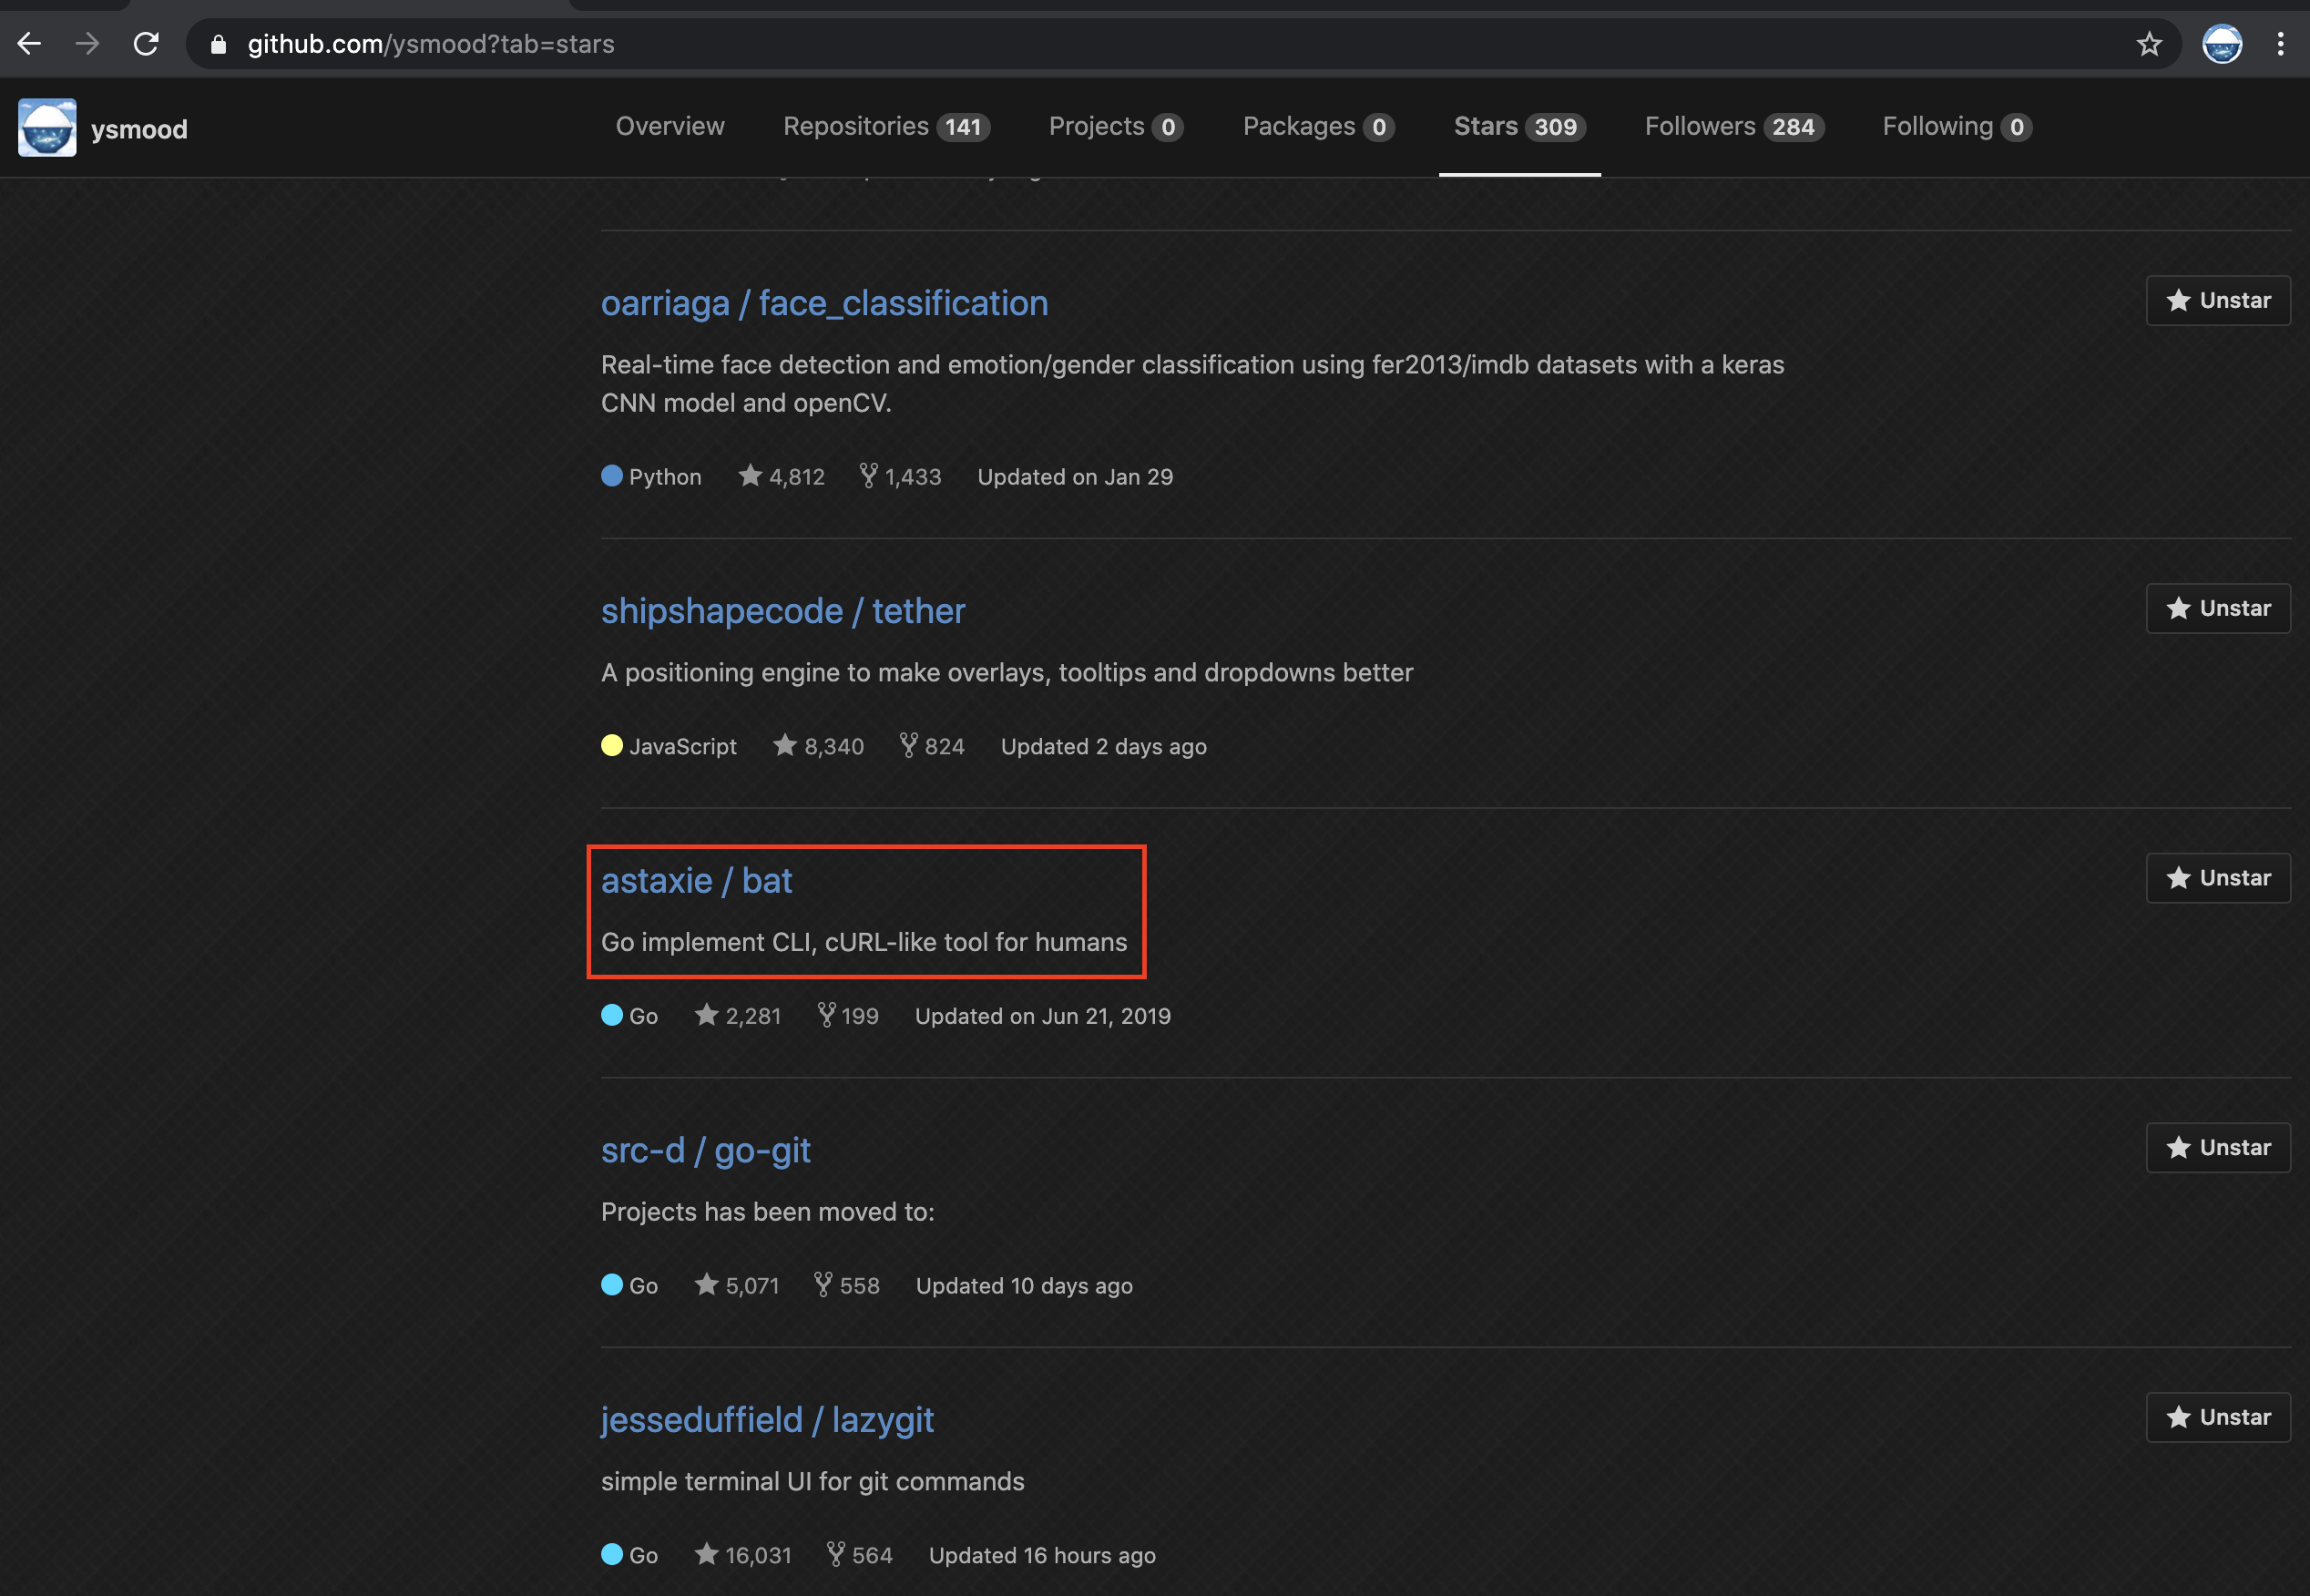 github.com/ysmood?tab=stars
ysmood
Overview Repositories 141 Projects 0 Packages 0 Stars 309 Followers 284 Following 0
oarriaga / face_classification
Unstar
Real-time face detection and emotion/gender classification using fer2013/imdb datasets with a keras
CNN model and openCV.
Python 4,812 1,433 Updated on Jan 29
shipshapecode / tether
Unstar
A positioning engine to make overlays, tooltips and dropdowns better
JavaScript 8,340 824 Updated 2 days ago
astaxie / bat
Unstar
Go implement CLI, cURL-like tool for humans
Go 2,281 199 Updated on Jun 21, 2019
src-d / go-git
Unstar
Projects has been moved to:
Go 5,071 558 Updated 10 days ago
jesseduffield / lazygit
Unstar
simple terminal UI for git commands
Go 16,031 564 Updated 16 hours ago